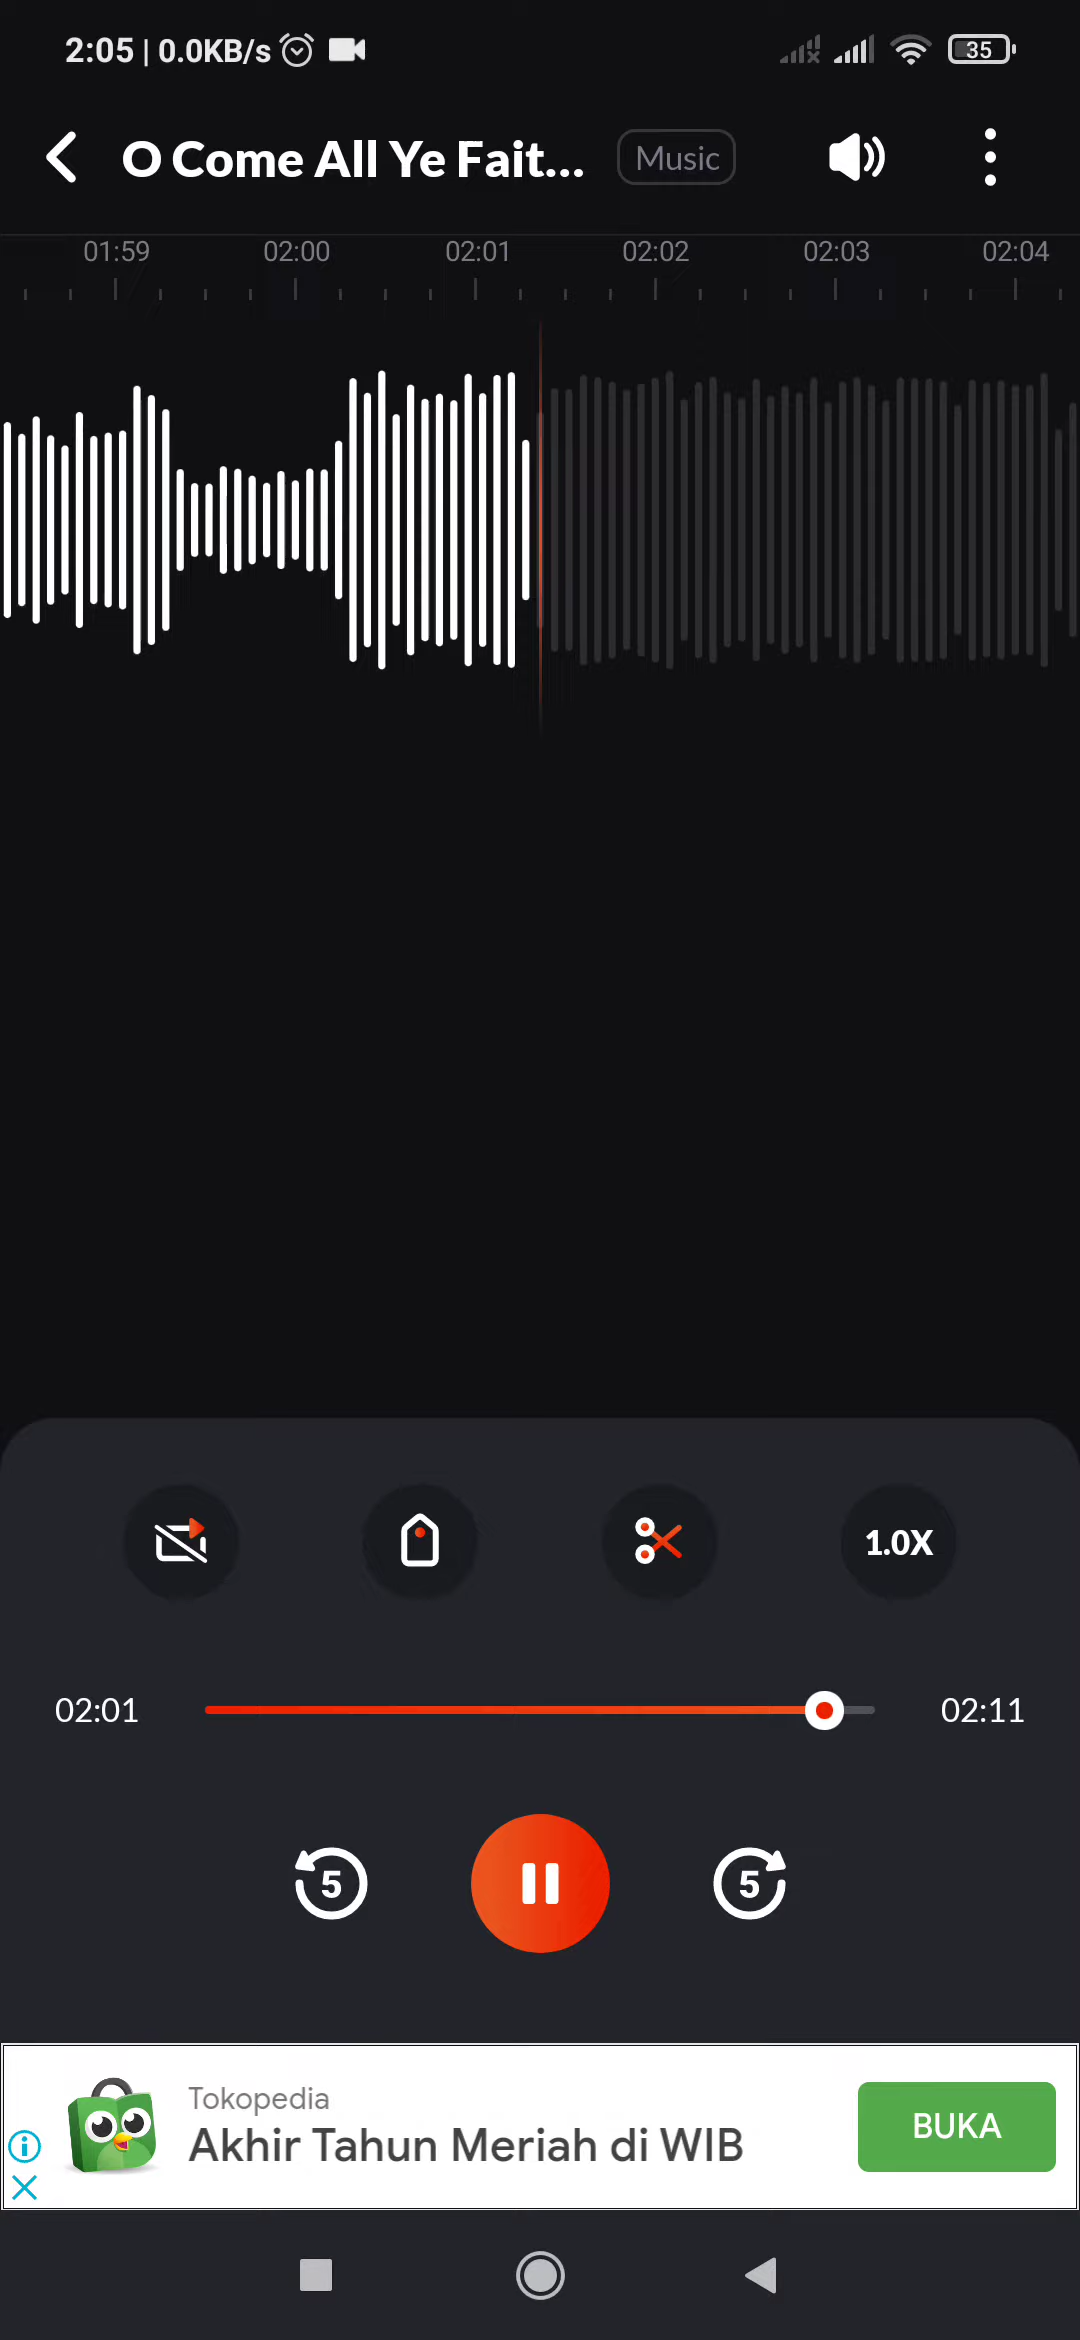 2:05 | 0.0KB/s 35
O Come All Ye Fait... Music
01:59 02:00 02:01 02:02 02:03 02:04
1.0X
02:01 02:11
5 5
Tokopedia
Akhir Tahun Meriah di WIB
BUKA